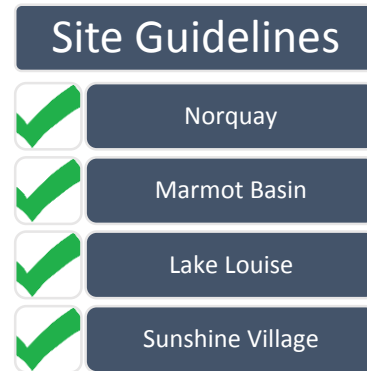 Site Guidelines
Norquay
Marmot Basin
Lake Louise
Sunshine Village